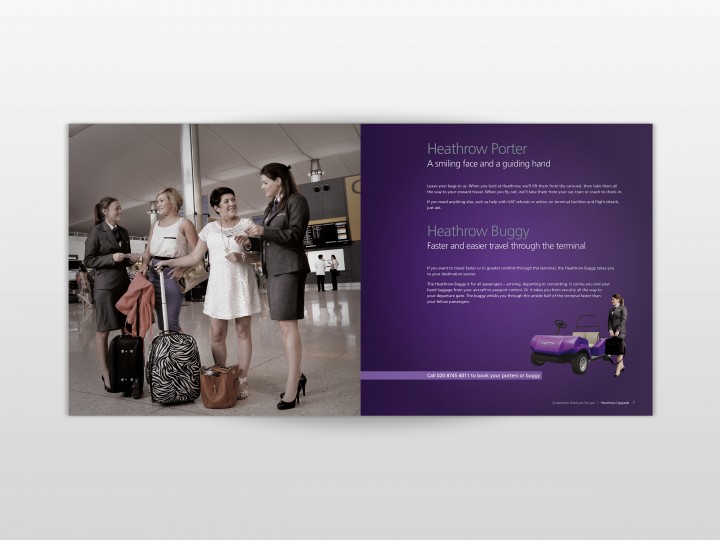 Heathrow Porter
A smiling face and a guiding hand
Leave your bags to us. When you land at Heathrow, we'll lift them from the carousel, then take them all
the way to your onward travel. When you fly out, we'll take them from your car, train or coach to check-in.
If you need anything else, such as help with VAT refunds or advice on terminal facilities and flight details,
just ask.
Heathrow Buggy
Faster and easier travel through the terminal
If you want to travel faster or in greater comfort through the terminal, the Heathrow Buggy takes you
to your destination sooner.
The Heathrow Buggy is for all passengers – arriving, departing or connecting. It carries you and your
hand luggage from your aircraft to passport control. Or it takes you from security all the way to
your departure gate. The buggy whisks you through the airside half of the terminal faster than
your fellow passengers.
Call 020 8745 6011 to book your porters or buggy
Heathrow Upgrade